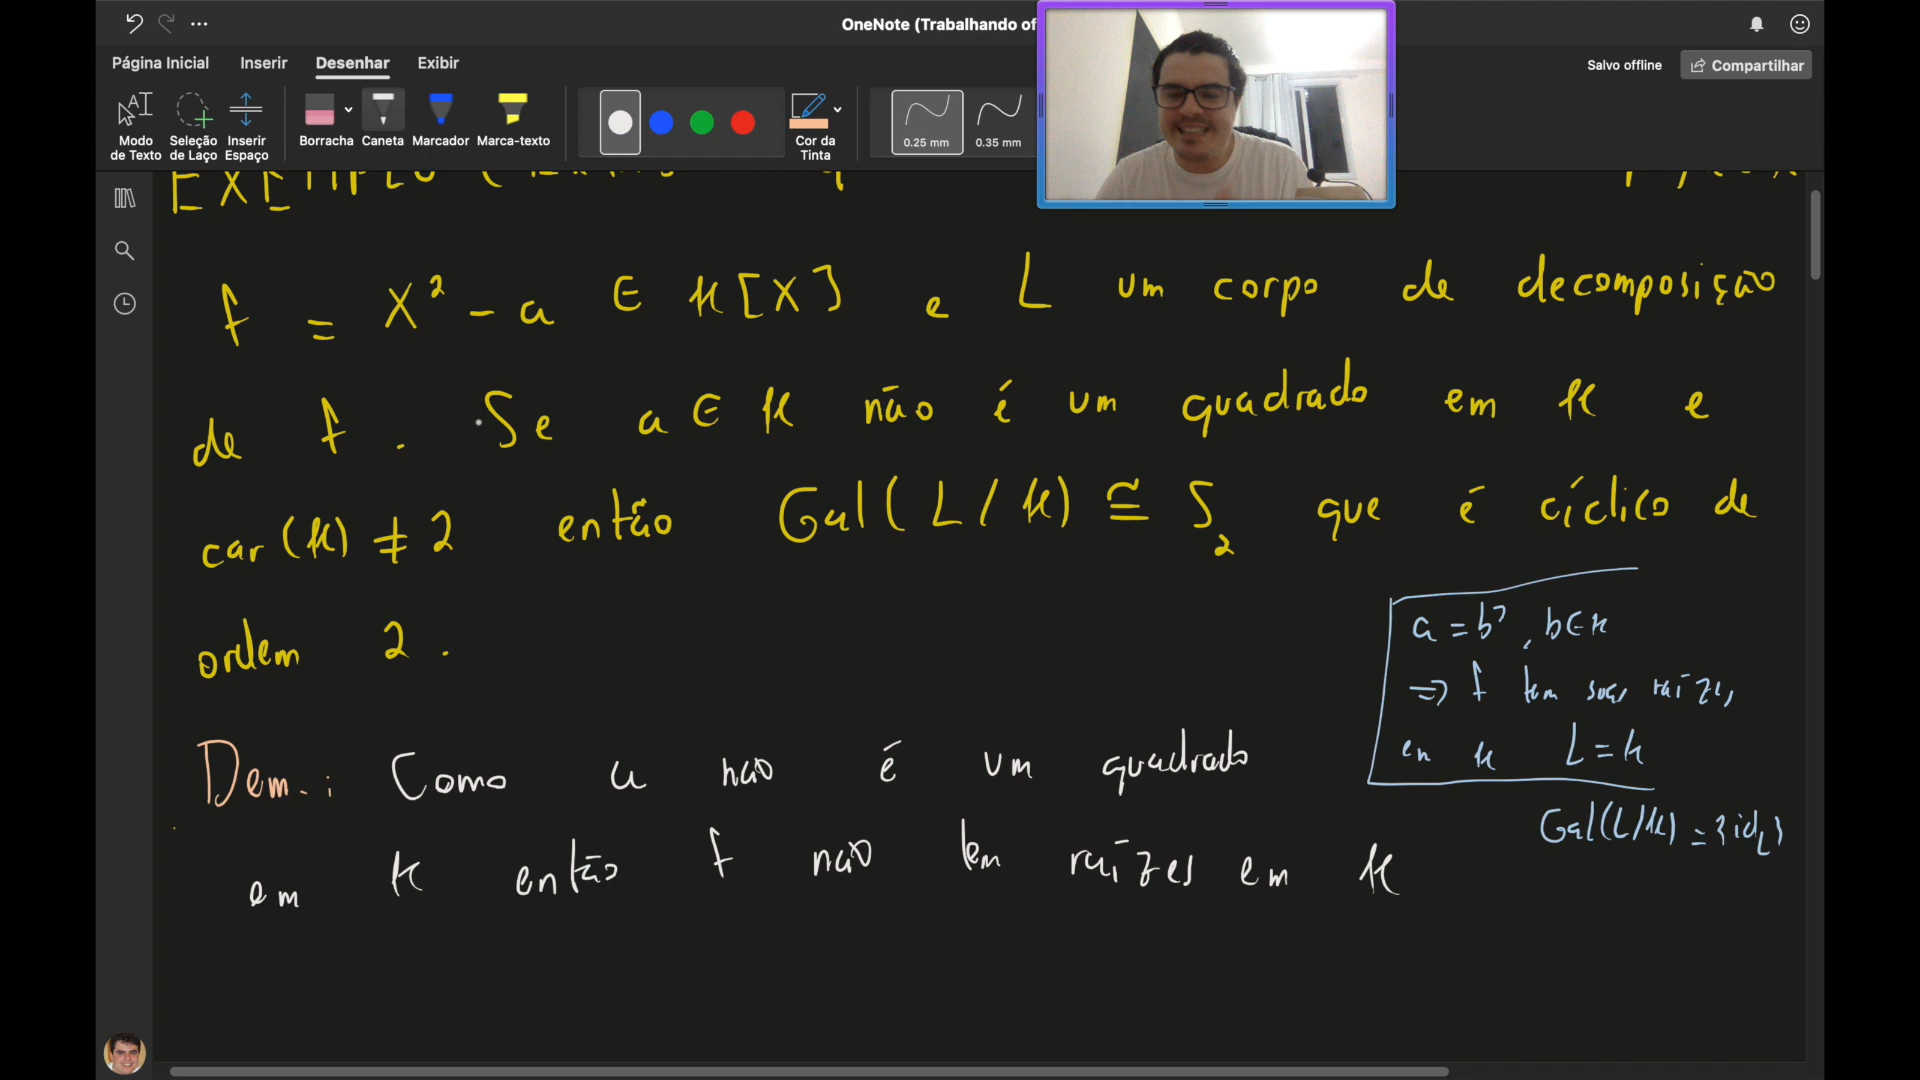 OneNote (Trabalhando of
Página Inicial Inserir Desenhar Exibir
Salvo offline Compartilhar
Modo de Texto
Seleção de Laço
Inserir Espaço
Borracha Caneta Marcador Marca-texto
Cor da Tinta
0.25 mm 0.35 mm
EXEMPLO
f = X² - a ∈ K[X] e L um corpo de decomposição
de f. Se a ∈ K não é um quadrado em K e
car(K) ≠ 2 então Gal(L/K) ≅ S₂ que é cíclico de
ordem 2.
a = b², b ∈ K
⇒ f tem suas raízes
em K L = K
Gal(L/K) = {id_L}
Dem.: Como a não é um quadrado
em K então f não tem raízes em K